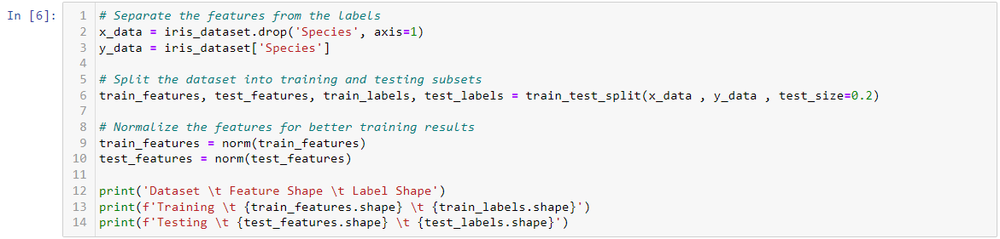 In [6]:
1 # Separate the features from the labels
2 x_data = iris_dataset.drop('Species', axis=1)
3 y_data = iris_dataset['Species']
4
5 # Split the dataset into training and testing subsets
6 train_features, test_features, train_labels, test_labels = train_test_split(x_data , y_data , test_size=0.2)
7
8 # Normalize the features for better training results
9 train_features = norm(train_features)
10 test_features = norm(test_features)
11
12 print('Dataset \t Feature Shape \t Label Shape')
13 print(f'Training \t {train_features.shape} \t {train_labels.shape}')
14 print(f'Testing \t {test_features.shape} \t {test_labels.shape}')